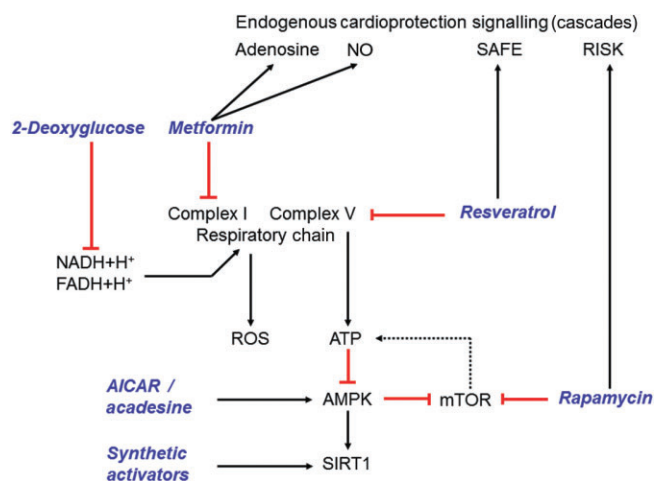 Endogenous cardioprotection signalling (cascades)
Adenosine NO SAFE RISK
2-Deoxyglucose Metformin
Complex I Complex V Resveratrol
Respiratory chain
NADH+H⁺
FADH+H⁺
ROS ATP
AICAR /
acadesine
AMPK mTOR Rapamycin
Synthetic
activators
SIRT1